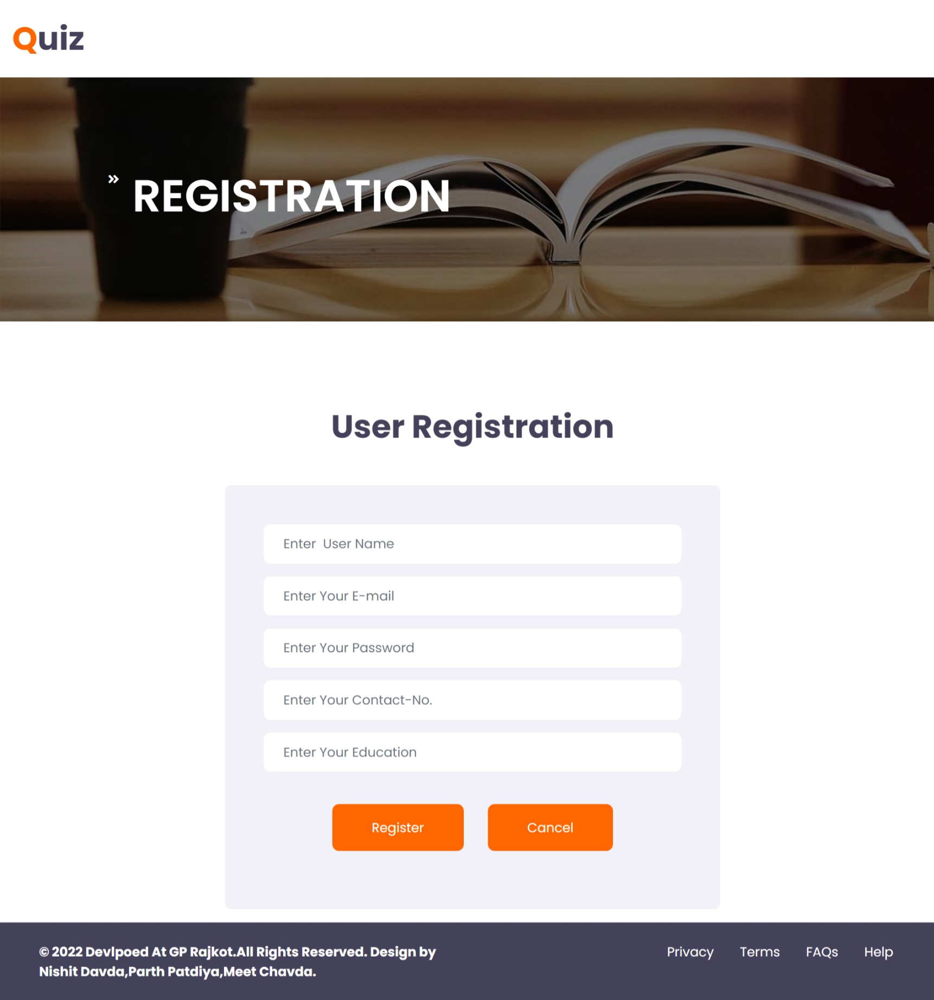 Quiz
» REGISTRATION
User Registration
Enter  User Name
Enter Your E-mail
Enter Your Password
Enter Your Contact-No.
Enter Your Education
Register Cancel
© 2022 Devlpoed At GP Rajkot.All Rights Reserved. Design by
Nishit Davda,Parth Patdiya,Meet Chavda.
Privacy Terms FAQs Help